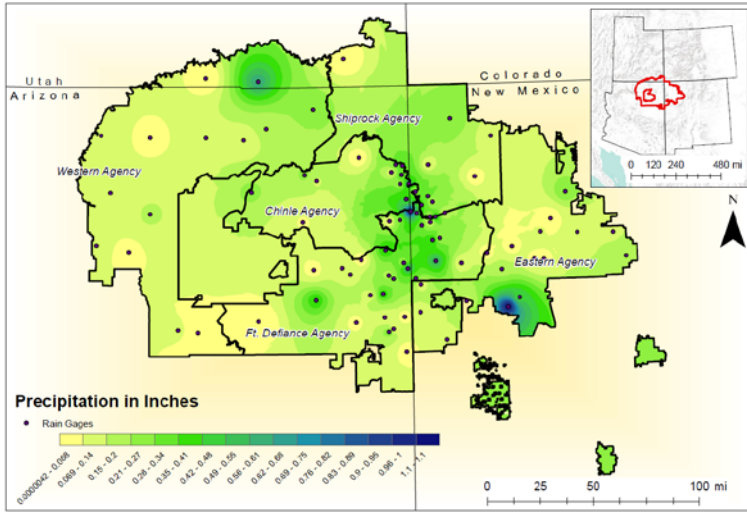 Utah
Arizona
Colorado
New Mexico
Shiprock Agency
Western Agency
Chinle Agency
Eastern Agency
Ft. Defiance Agency
0 120 240 480 mi
N
Precipitation in Inches
Rain Gages
0.0000042 - 0.068
0.069 - 0.14
0.15 - 0.2
0.21 - 0.27
0.28 - 0.34
0.35 - 0.41
0.42 - 0.48
0.49 - 0.55
0.56 - 0.61
0.62 - 0.68
0.69 - 0.75
0.76 - 0.82
0.83 - 0.89
0.9 - 0.95
0.96 - 1
1.1 - 1.1
0 25 50 100 mi